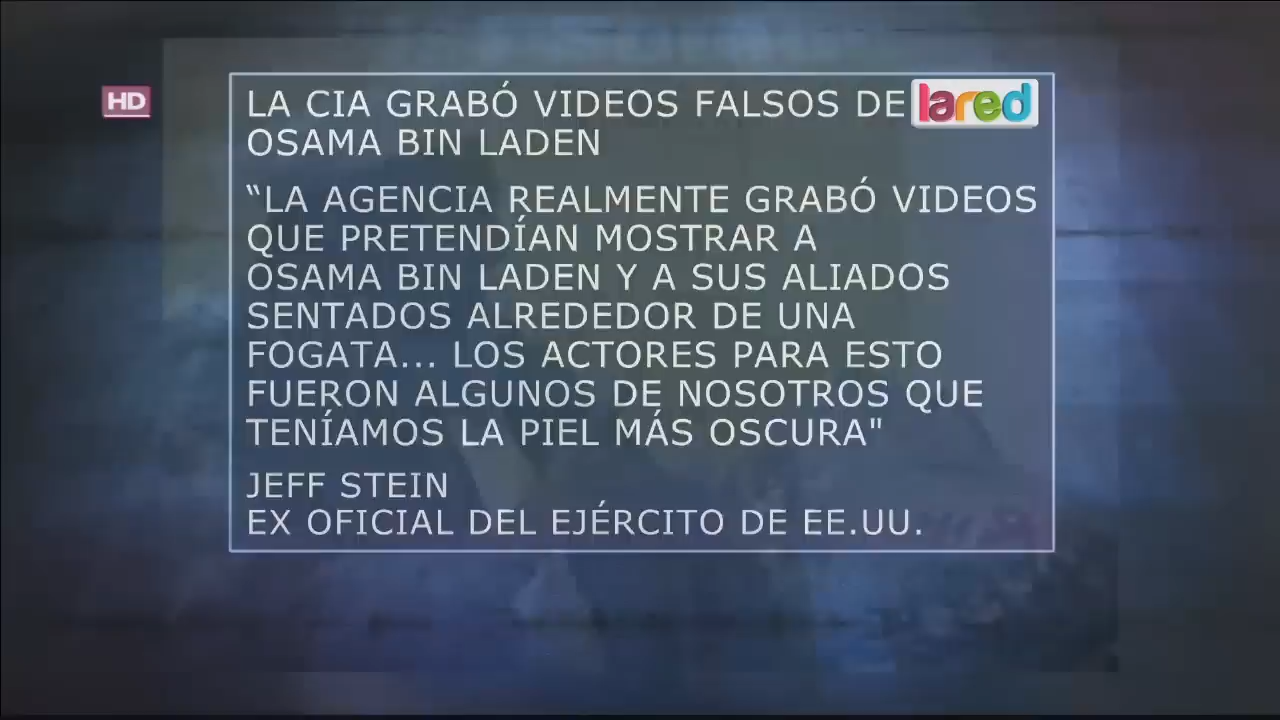 HD
LA CIA GRABÓ VIDEOS FALSOS DE
lared
OSAMA BIN LADEN
“LA AGENCIA REALMENTE GRABÓ VIDEOS
QUE PRETENDÍAN MOSTRAR A
OSAMA BIN LADEN Y A SUS ALIADOS
SENTADOS ALREDEDOR DE UNA
FOGATA... LOS ACTORES PARA ESTO
FUERON ALGUNOS DE NOSOTROS QUE
TENÍAMOS LA PIEL MÁS OSCURA"
JEFF STEIN
EX OFICIAL DEL EJÉRCITO DE EE.UU.